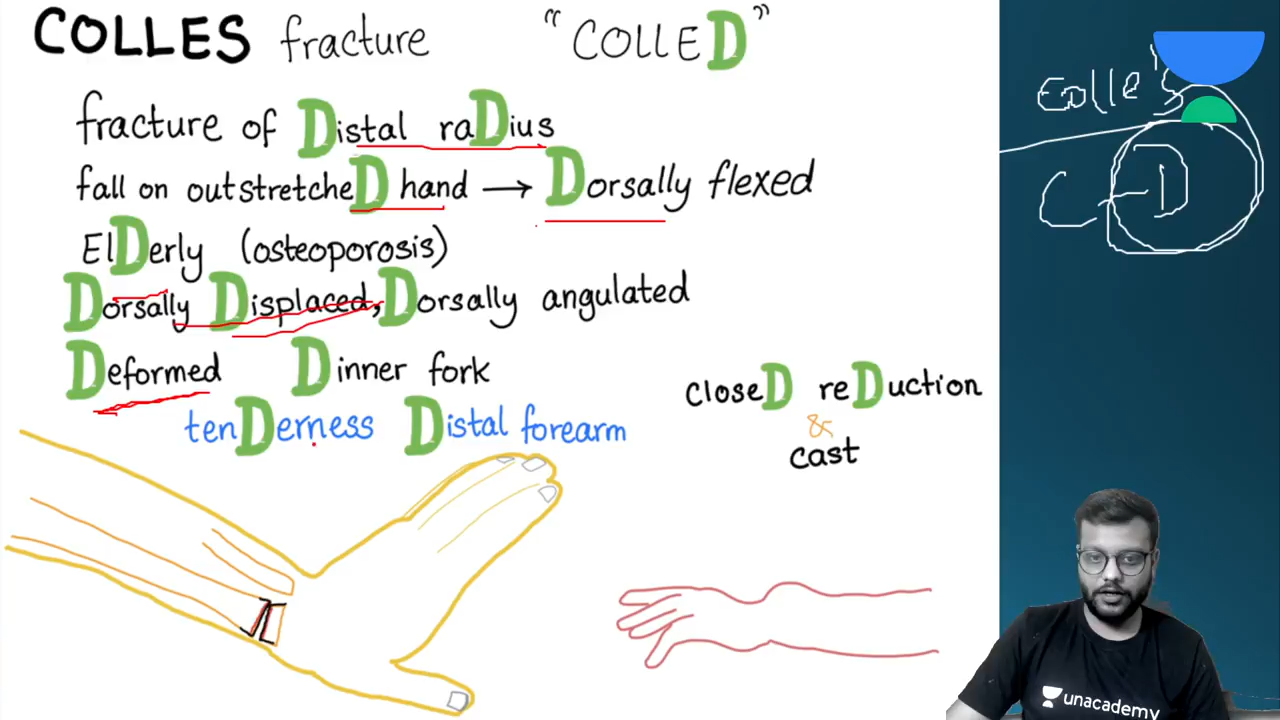 COLLES fracture "COLLED"
fracture of Distal raDius
fall on outstretcheD hand → Dorsally flexed
ElDerly (osteoporosis)
Dorsally Displaced, Dorsally angulated
Deformed Dinner fork
tenDerness Distal forearm
closeD reDuction
&
cast
Colle's
C-D
unacademy